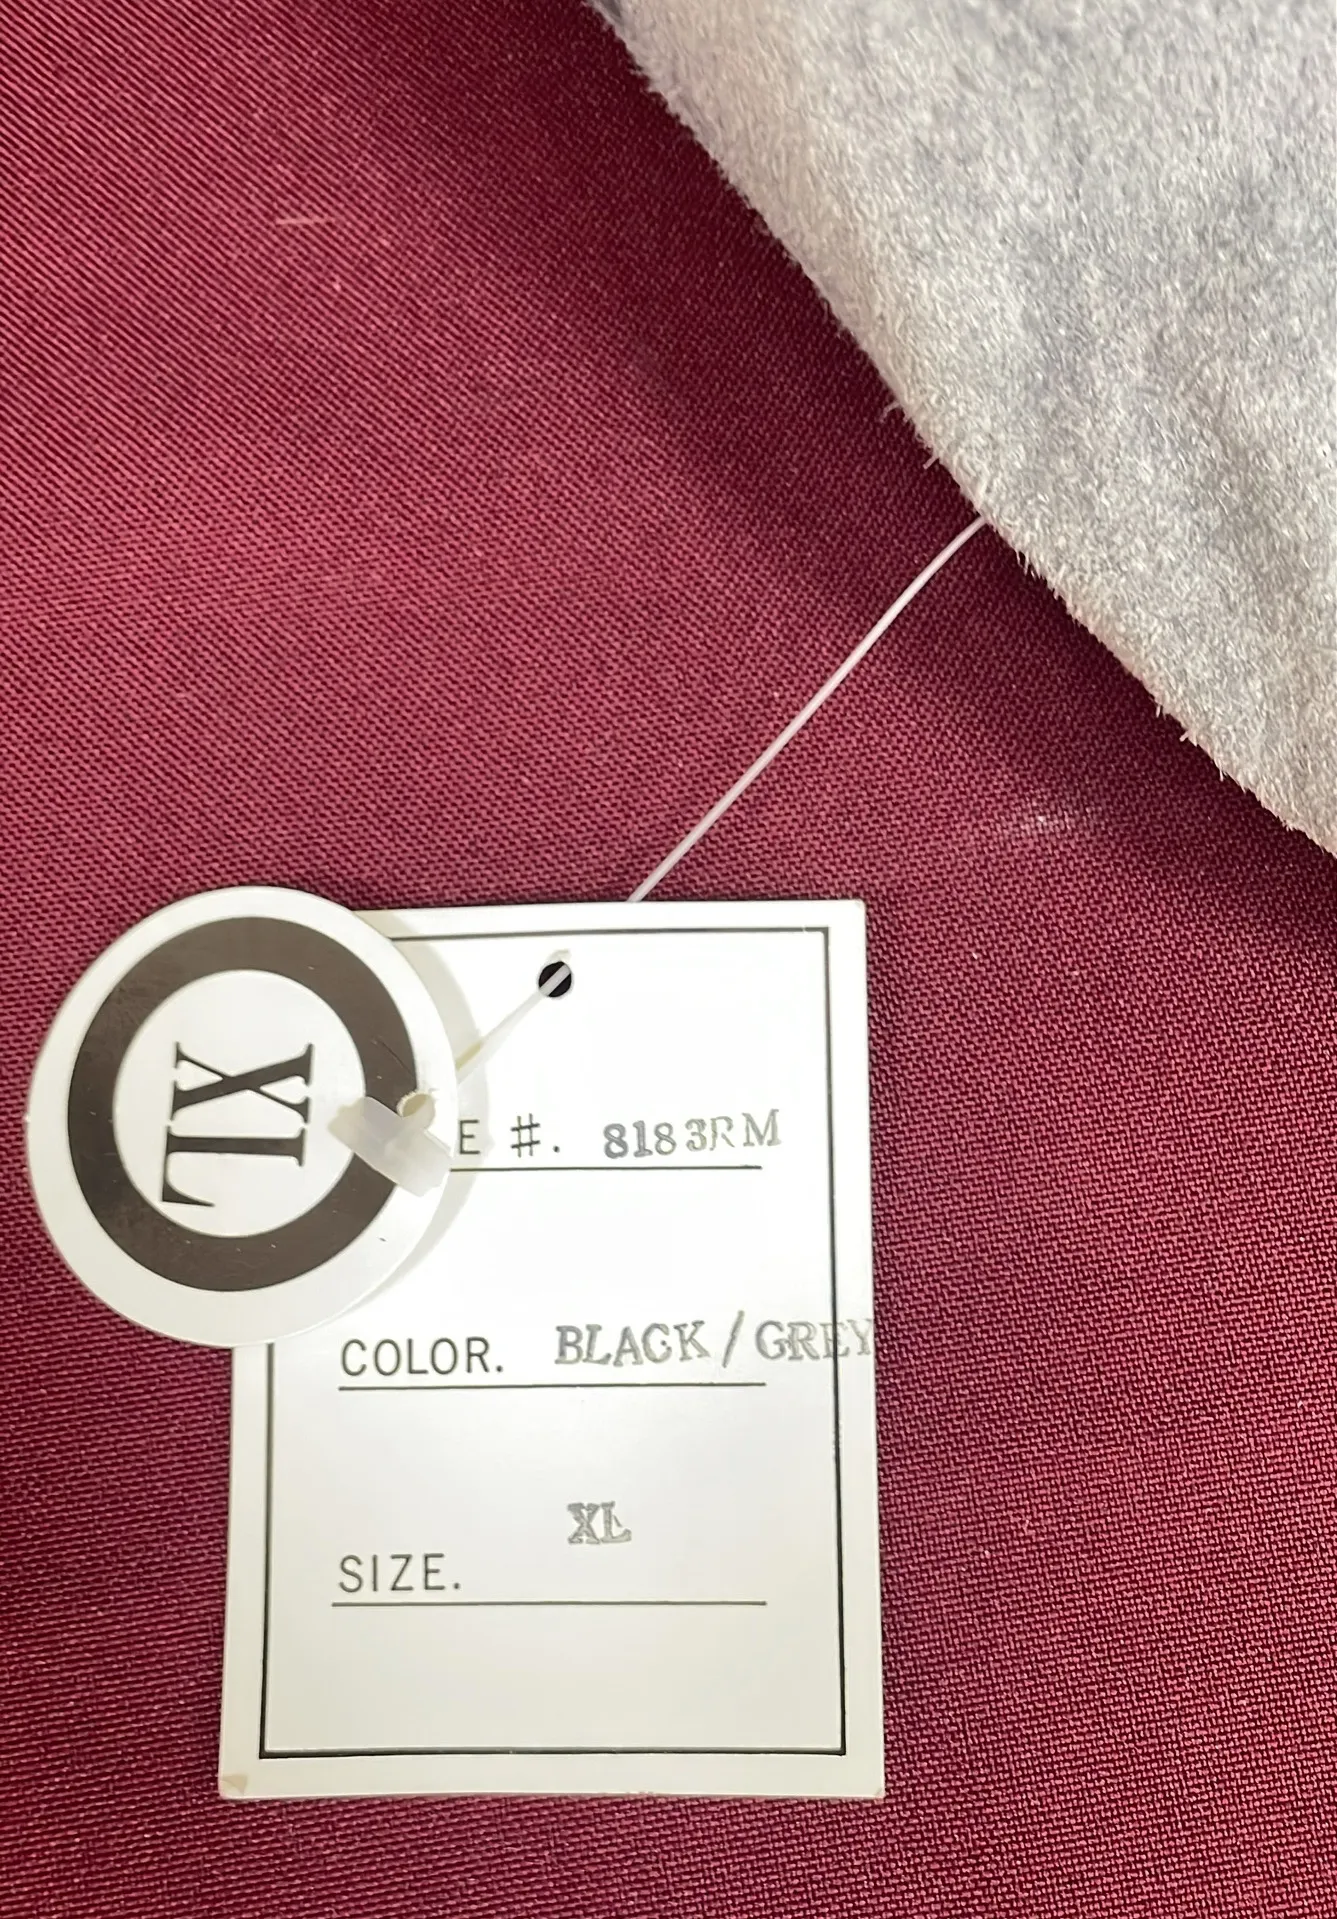 XL
E #. 8183RM
COLOR. BLACK / GREY
SIZE. XL